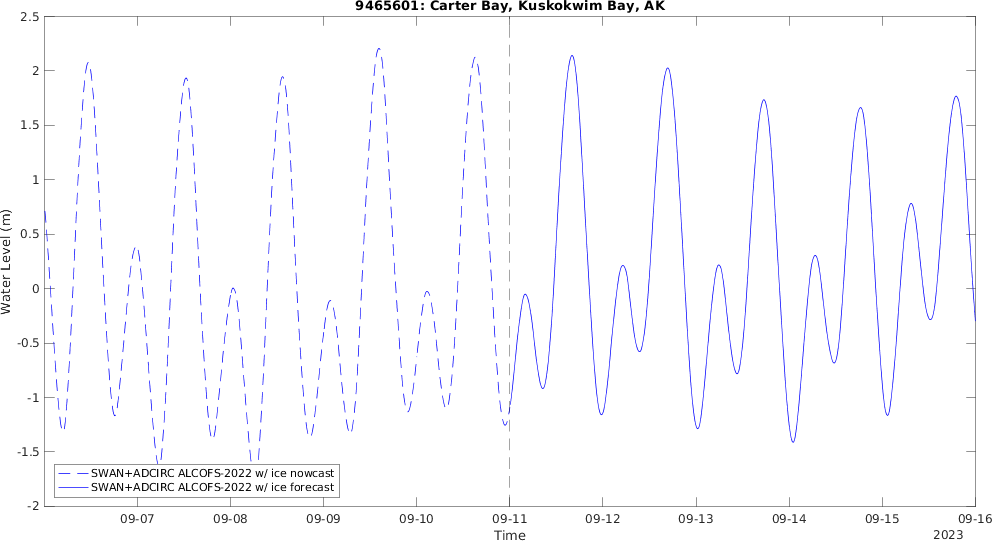 9465601: Carter Bay, Kuskokwim Bay, AK
2.5
2
1.5
1
0.5
0
-0.5
-1
-1.5
-2
Water Level (m)
SWAN+ADCIRC ALCOFS-2022 w/ ice nowcast
SWAN+ADCIRC ALCOFS-2022 w/ ice forecast
09-07 09-08 09-09 09-10 09-11 09-12 09-13 09-14 09-15 09-16
Time
2023